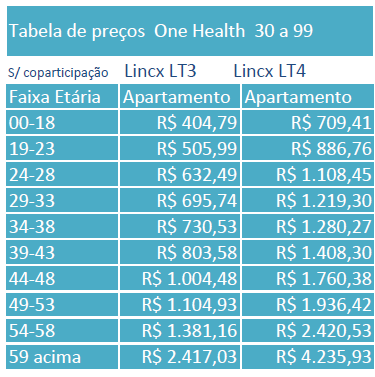 Tabela de preços One Health 30 a 99
S/ coparticipação Lincx LT3 Lincx LT4
Faixa Etária Apartamento Apartamento
00-18 R$ 404,79 R$ 709,41
19-23 R$ 505,99 R$ 886,76
24-28 R$ 632,49 R$ 1.108,45
29-33 R$ 695,74 R$ 1.219,30
34-38 R$ 730,53 R$ 1.280,27
39-43 R$ 803,58 R$ 1.408,30
44-48 R$ 1.004,48 R$ 1.760,38
49-53 R$ 1.104,93 R$ 1.936,42
54-58 R$ 1.381,16 R$ 2.420,53
59 acima R$ 2.417,03 R$ 4.235,93